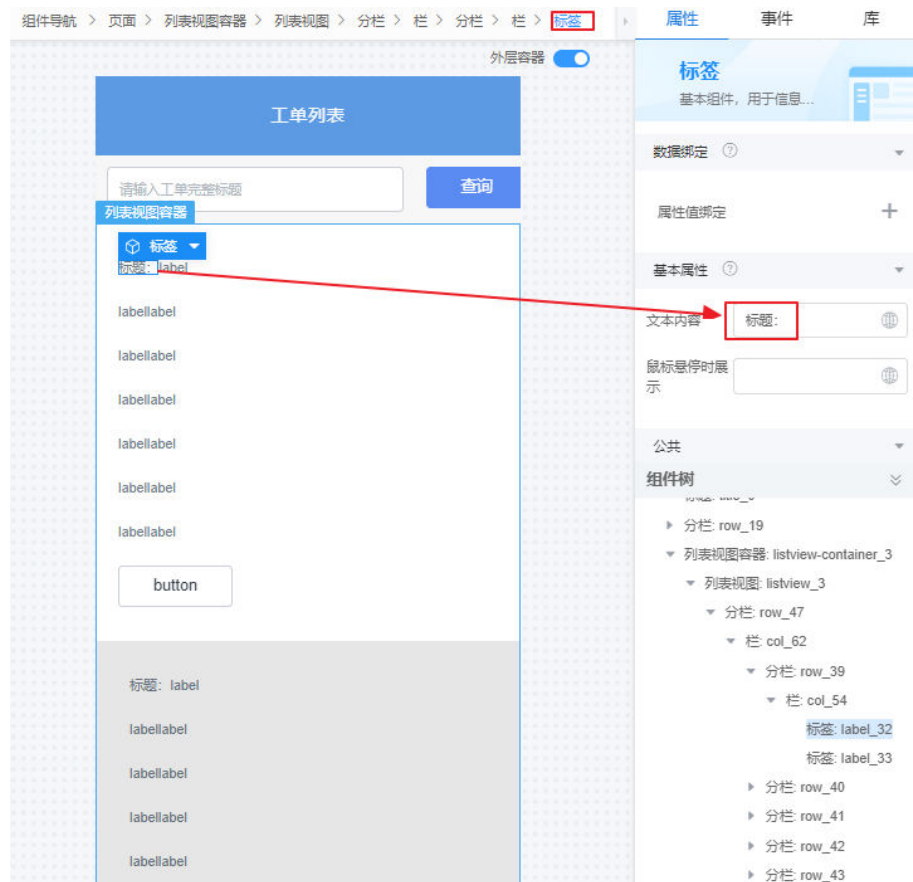 组件导航 > 页面 > 列表视图容器 > 列表视图 > 分栏 > 栏 > 分栏 > 栏 > 标签
外层容器
工单列表
请输入工单完整标题
查询
列表视图容器
标签
标题：label
labellabel
labellabel
labellabel
labellabel
labellabel
labellabel
button
标题：label
labellabel
labellabel
labellabel
labellabel
属性 事件 库
标签
基本组件，用于信息...
数据绑定
属性值绑定
基本属性
文本内容 标题：
鼠标悬停时展
示
公共
组件树
分栏: row_19
列表视图容器: listview-container_3
列表视图: listview_3
分栏: row_47
栏: col_62
分栏: row_39
栏: col_54
标签: label_32
标签: label_33
分栏: row_40
分栏: row_41
分栏: row_42
分栏: row_43